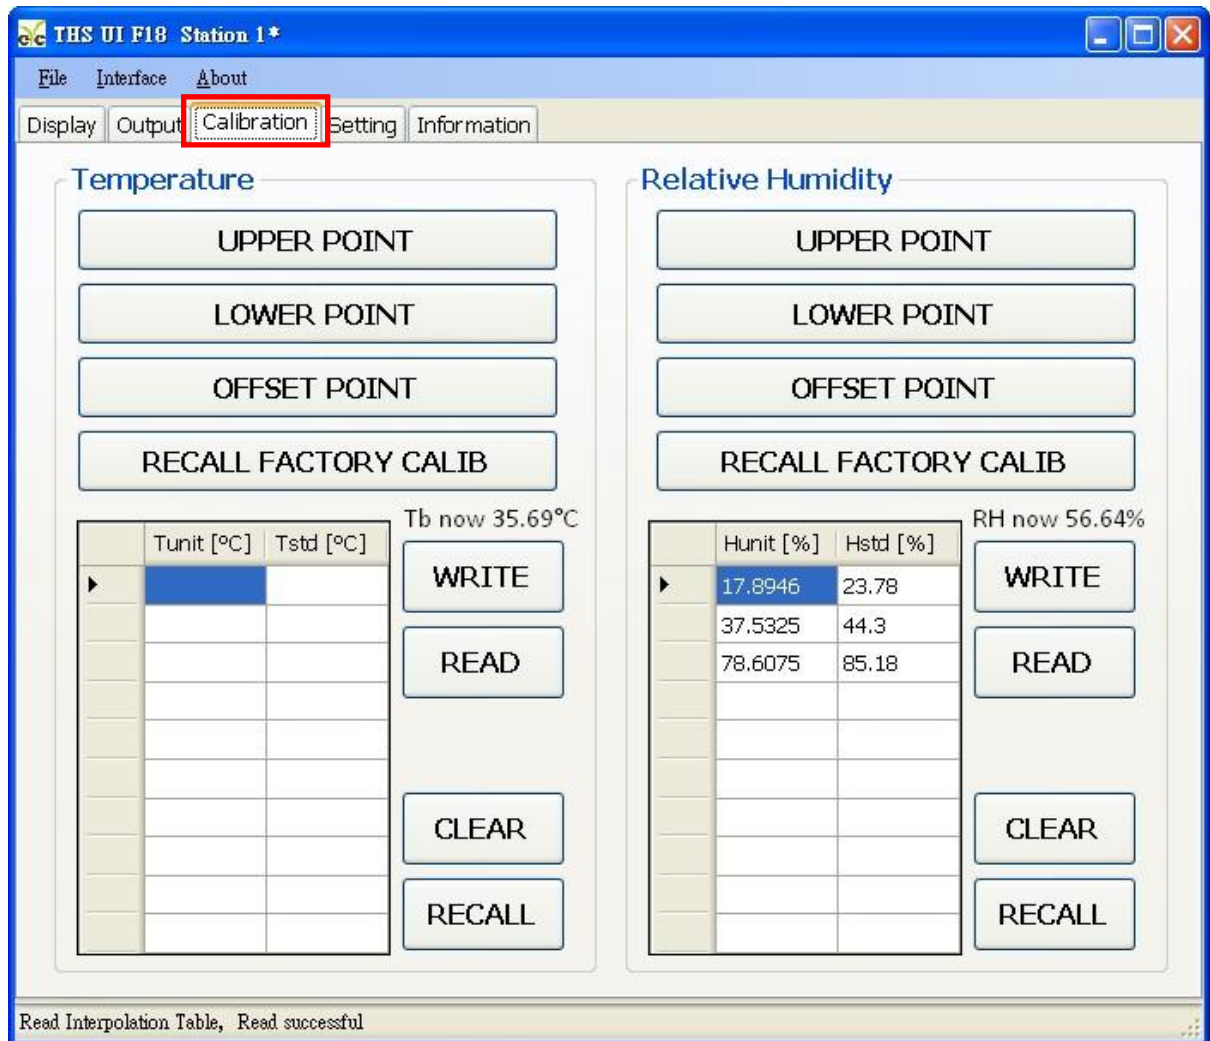 THS UI F18 Station 1*
File Interface About
Display Output Calibration Setting Information
Temperature
UPPER POINT
LOWER POINT
OFFSET POINT
RECALL FACTORY CALIB
Tb now 35.69°C
Tunit [ºC] Tstd [ºC]
WRITE
READ
CLEAR
RECALL
Relative Humidity
UPPER POINT
LOWER POINT
OFFSET POINT
RECALL FACTORY CALIB
RH now 56.64%
Hunit [%] Hstd [%]
17.8946 23.78
37.5325 44.3
78.6075 85.18
WRITE
READ
CLEAR
RECALL
Read Interpolation Table, Read successful